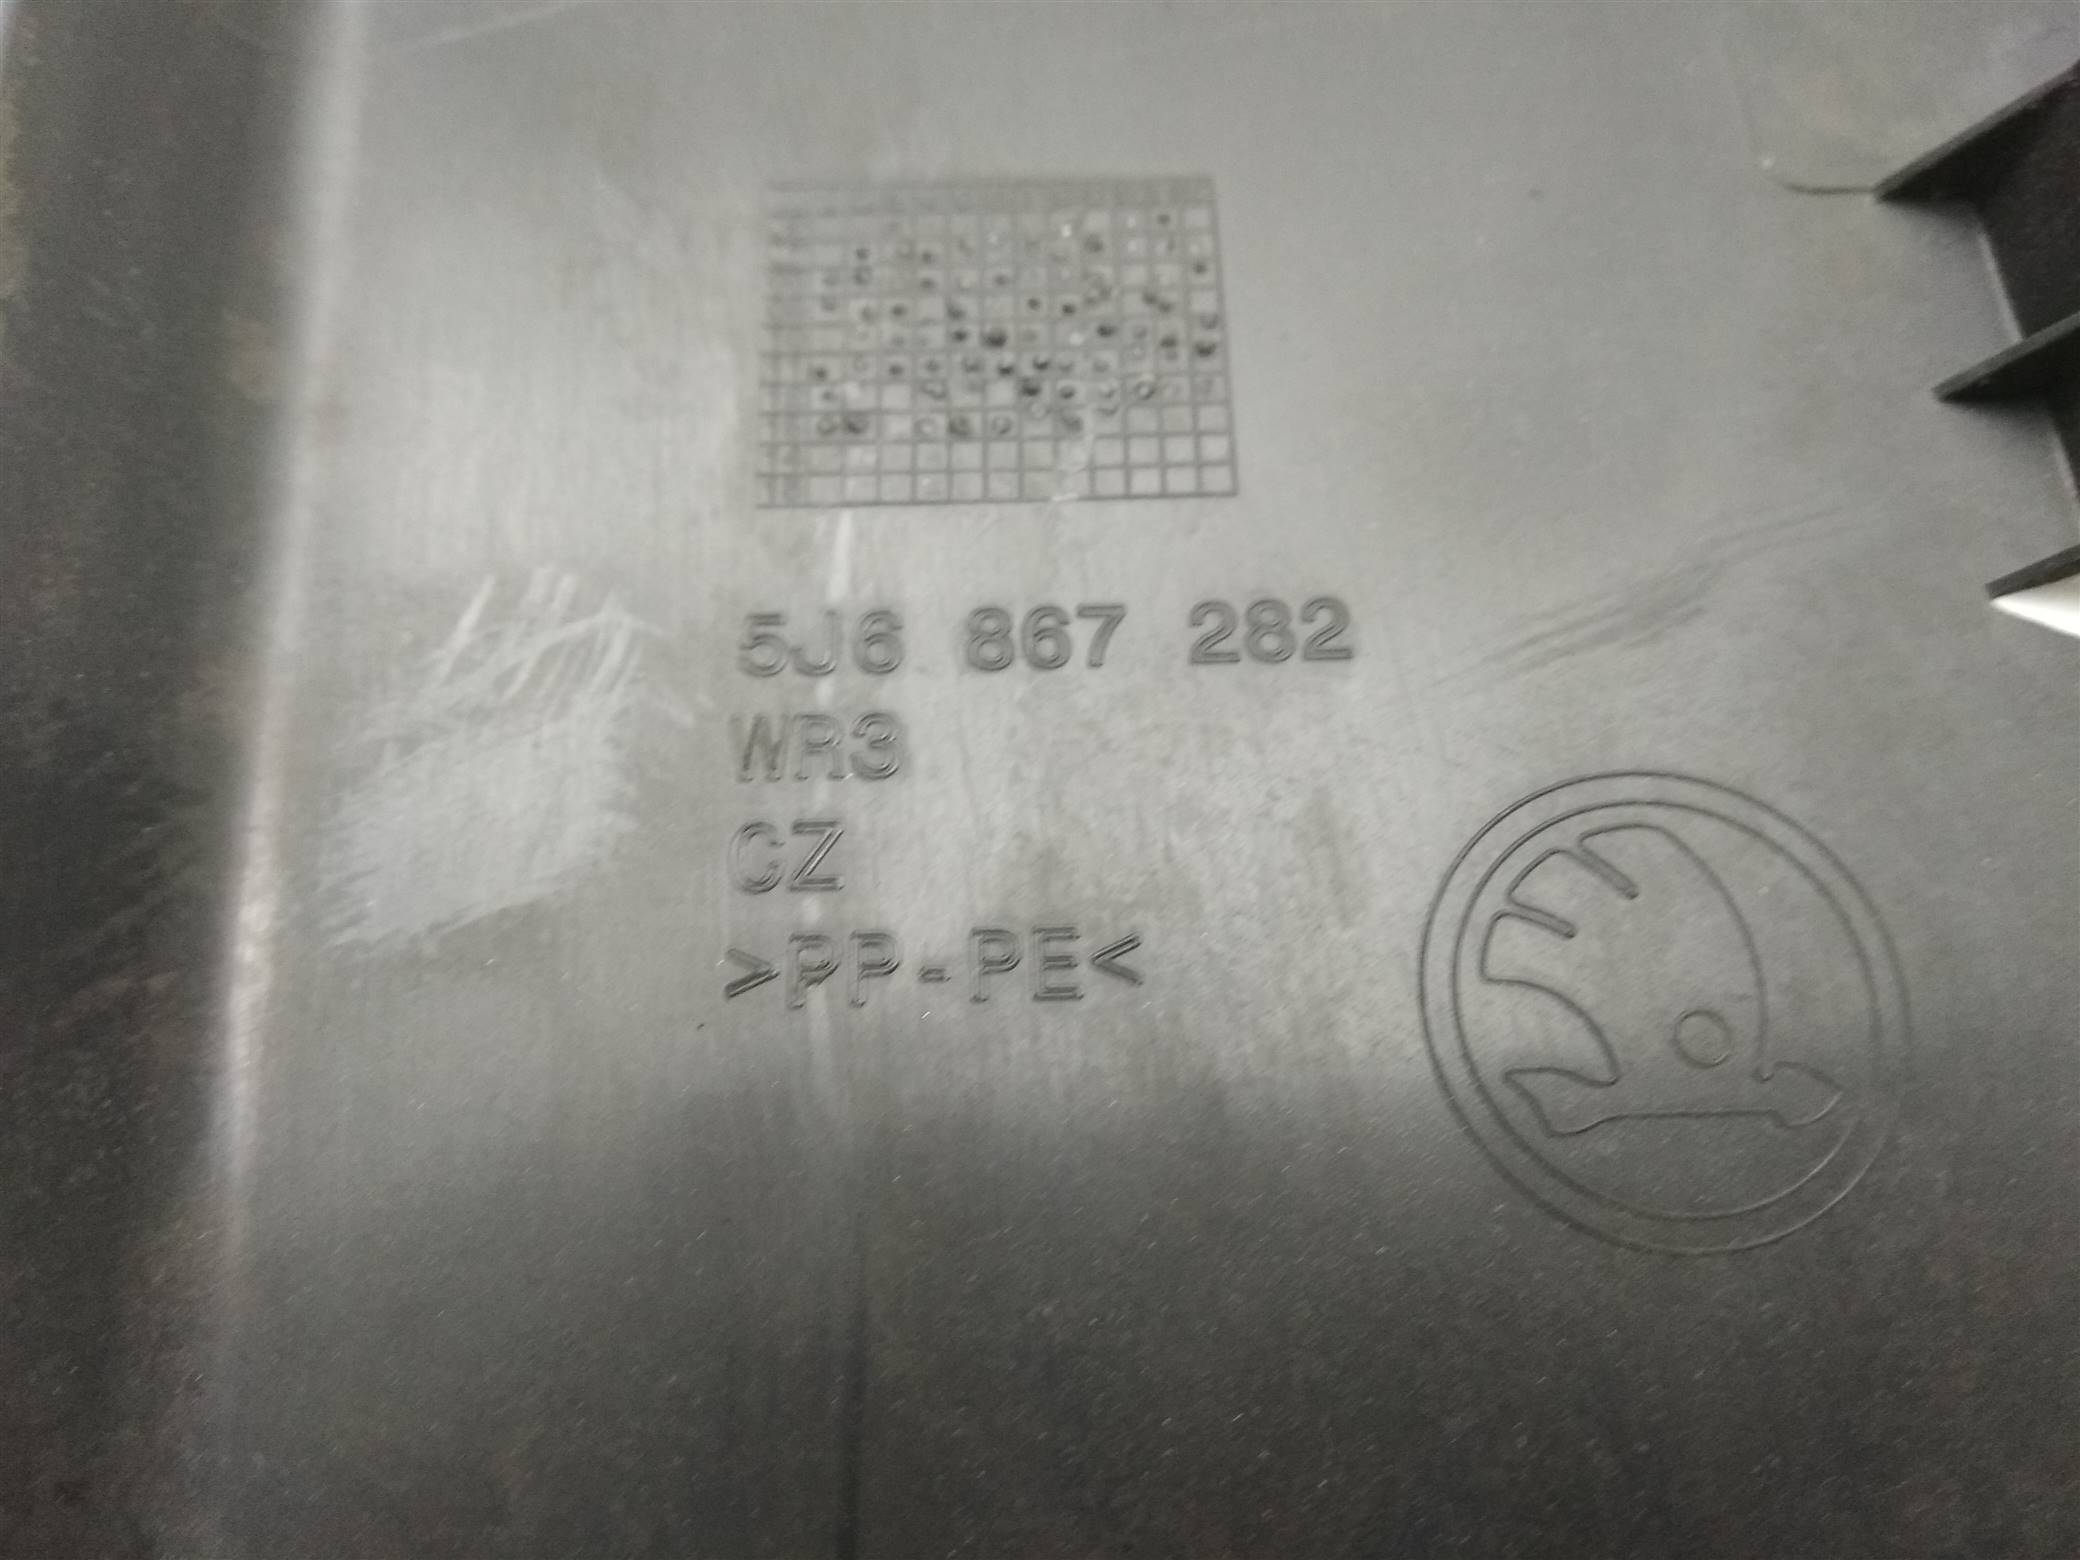 5J6 867 282
WR3
CZ
>PP-PE<